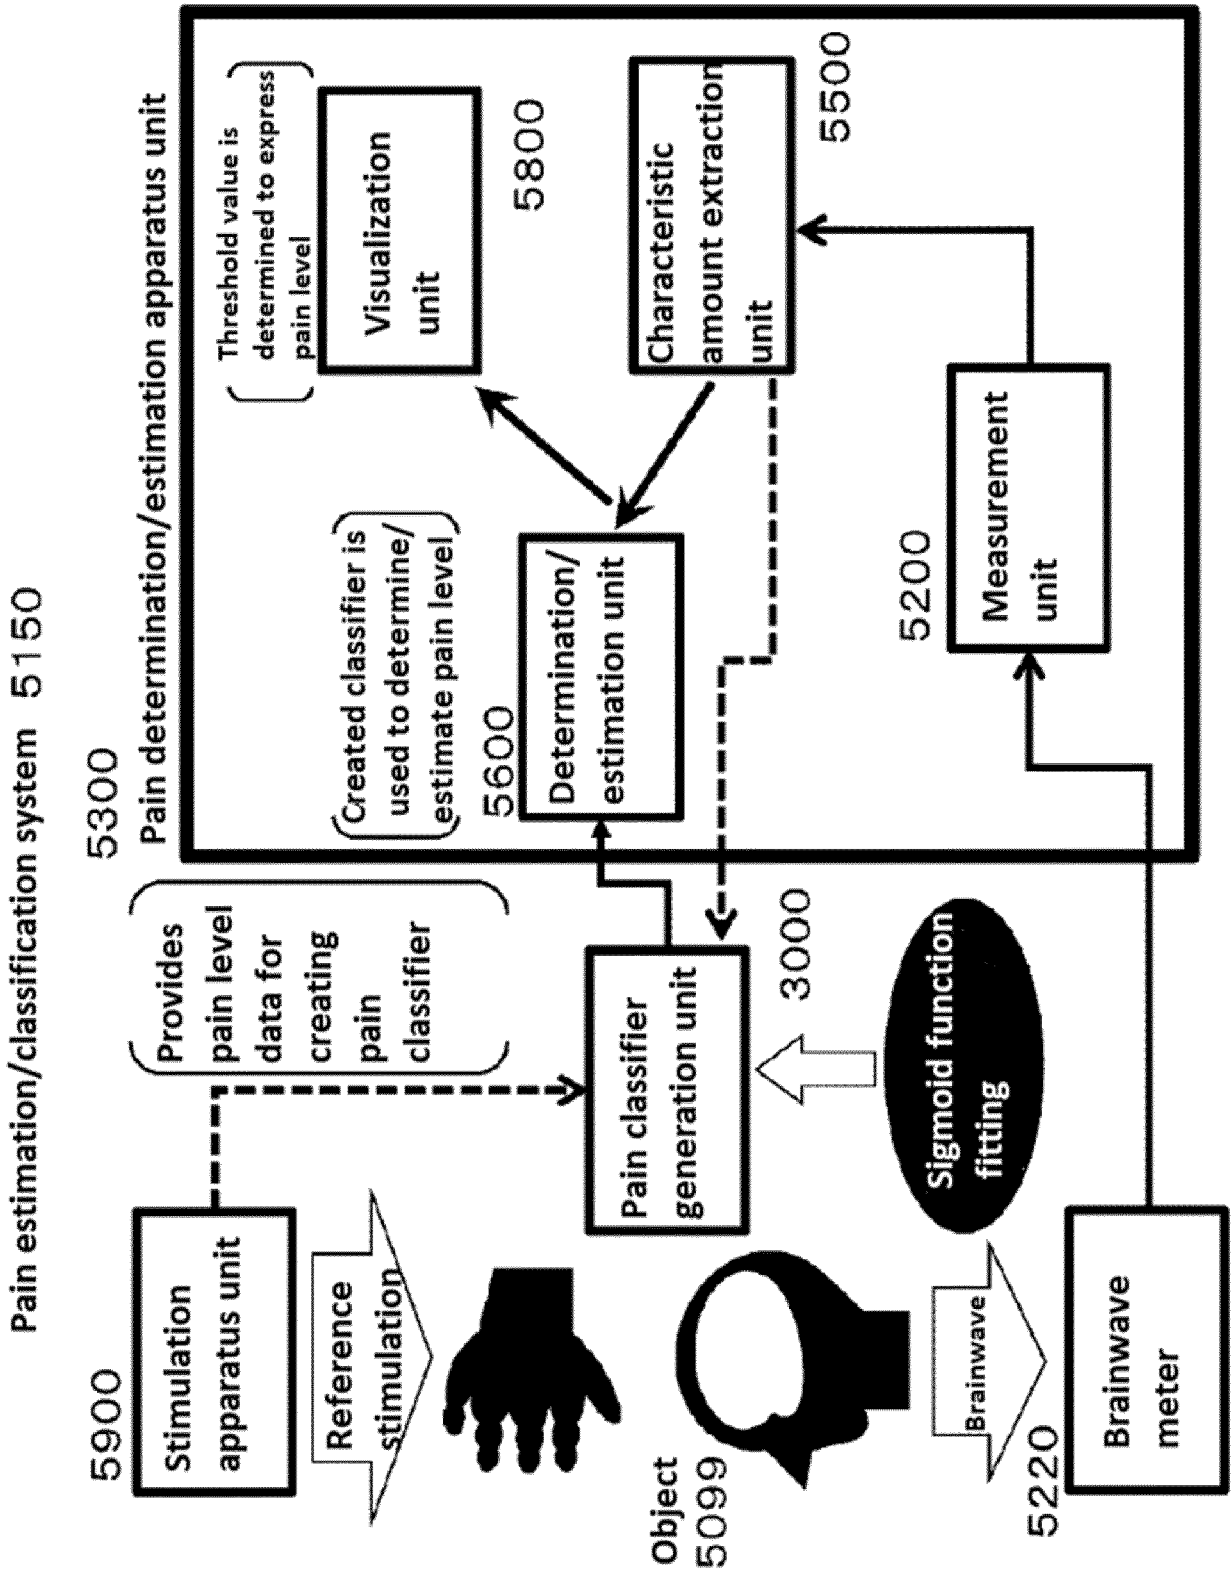 Pain estimation/classification system 5150
5900
Stimulation
apparatus unit
Reference
stimulation
Object
5099
Brainwave
5220
Brainwave
meter
Provides
pain level
data for
creating
pain
classifier
Pain classifier
generation unit
3000
Sigmoid function
fitting
5300
Pain determination/estimation apparatus unit
Created classifier is
used to determine/
estimate pain level
5600
Determination/
estimation unit
Threshold value is
determined to express
pain level
Visualization
unit
5800
Characteristic
amount extraction
unit
5500
5200
Measurement
unit